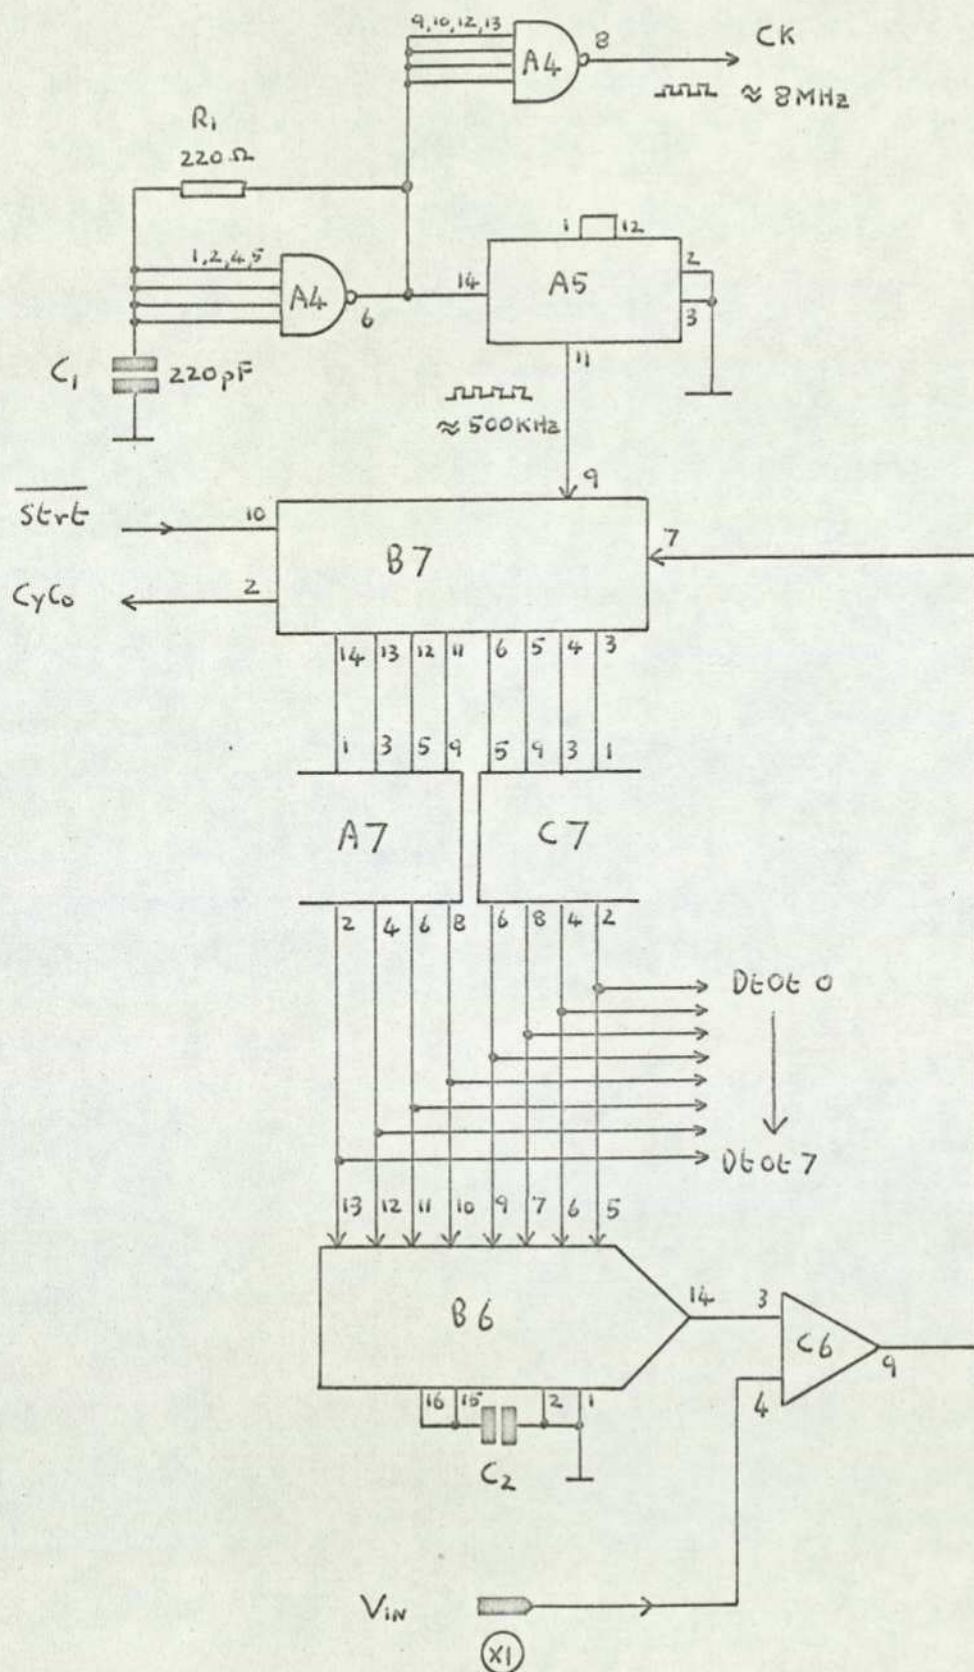 9,10,12,13
8
CK
A4
≈ 8MHz
R1
220Ω
1,2,4,5
A4
6
1
12
14
A5
2
3
11
C1
220pF
≈ 500KHz
9
Strt
10
B7
7
CyCo
2
14 13 12 11 6 5 4 3
1 3 5 9 5 9 3 1
A7
C7
2 4 6 8 6 8 4 2
DtOt 0
DtOt 7
13 12 11 10 9 7 6 5
B6
14
3
C6
9
4
16 15 2 1
C2
VIN
X1